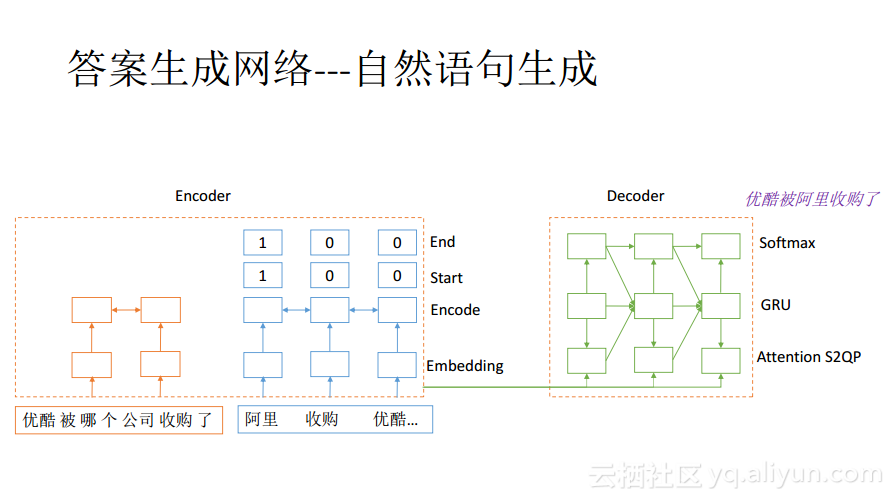 答案生成网络---自然语句生成
Encoder
Decoder
优酷被阿里收购了
1 0 0 End
Softmax
1 0 0 Start
Encode
GRU
Embedding
Attention S2QP
优酷 被 哪 个 公司 收购 了
阿里 收购 优酷...
云栖社区 yq.aliyun.com